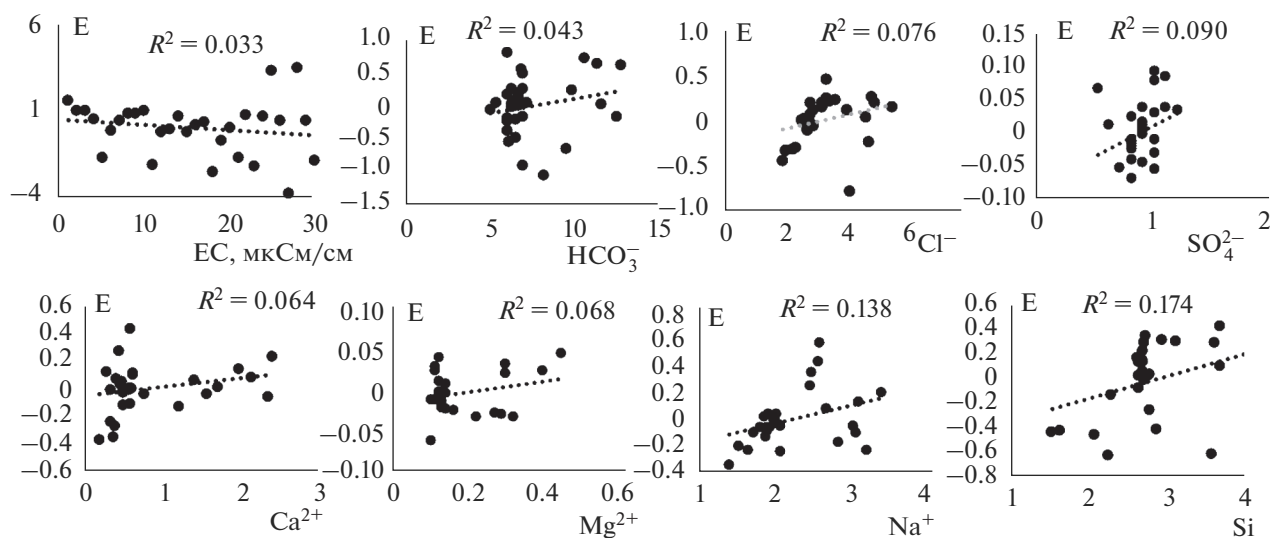 E R² = 0.033
6
1
−4
0 10 20 30
EC, мкСм/см
E R² = 0.043
1.0
0.5
0
−0.5
−1.0
−1.5
0 5 10 15
HCO₃⁻
E R² = 0.076
1.0
0.5
0
−0.5
−1.0
0 2 4 6
Cl⁻
E R² = 0.090
0.15
0.10
0.05
0
−0.05
−0.10
0 1 2
SO₄²⁻
E R² = 0.064
0.6
0.4
0.2
0
−0.2
−0.4
−0.6
0 1 2 3
Ca²⁺
E R² = 0.068
0.10
0.05
0
−0.05
−0.10
0 0.2 0.4 0.6
Mg²⁺
E R² = 0.138
0.8
0.6
0.4
0.2
0
−0.2
−0.4
1 2 3 4
Na⁺
E R² = 0.174
0.6
0.4
0.2
0
−0.2
−0.4
−0.6
−0.8
1 2 3 4
Si